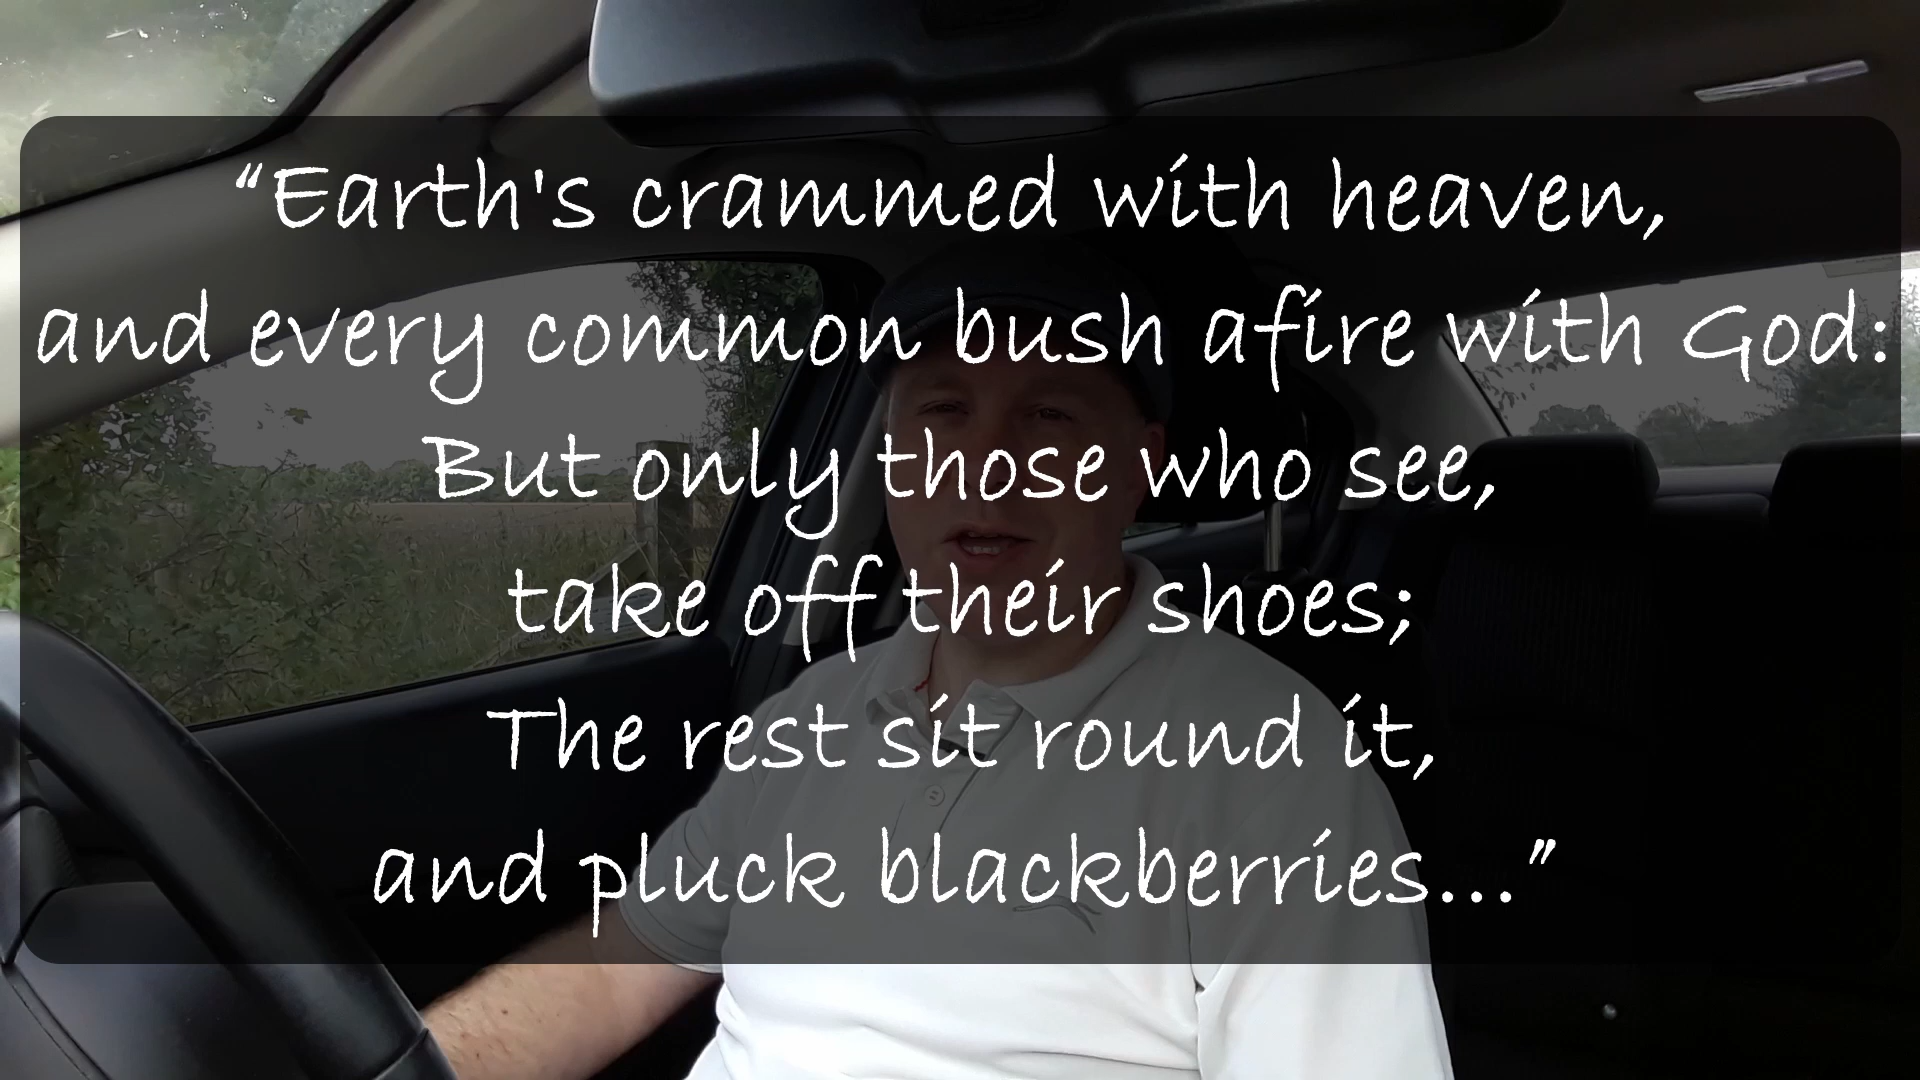 “Earth's crammed with heaven,
and every common bush afire with God:
But only those who see,
take off their shoes;
The rest sit round it,
and pluck blackberries...”